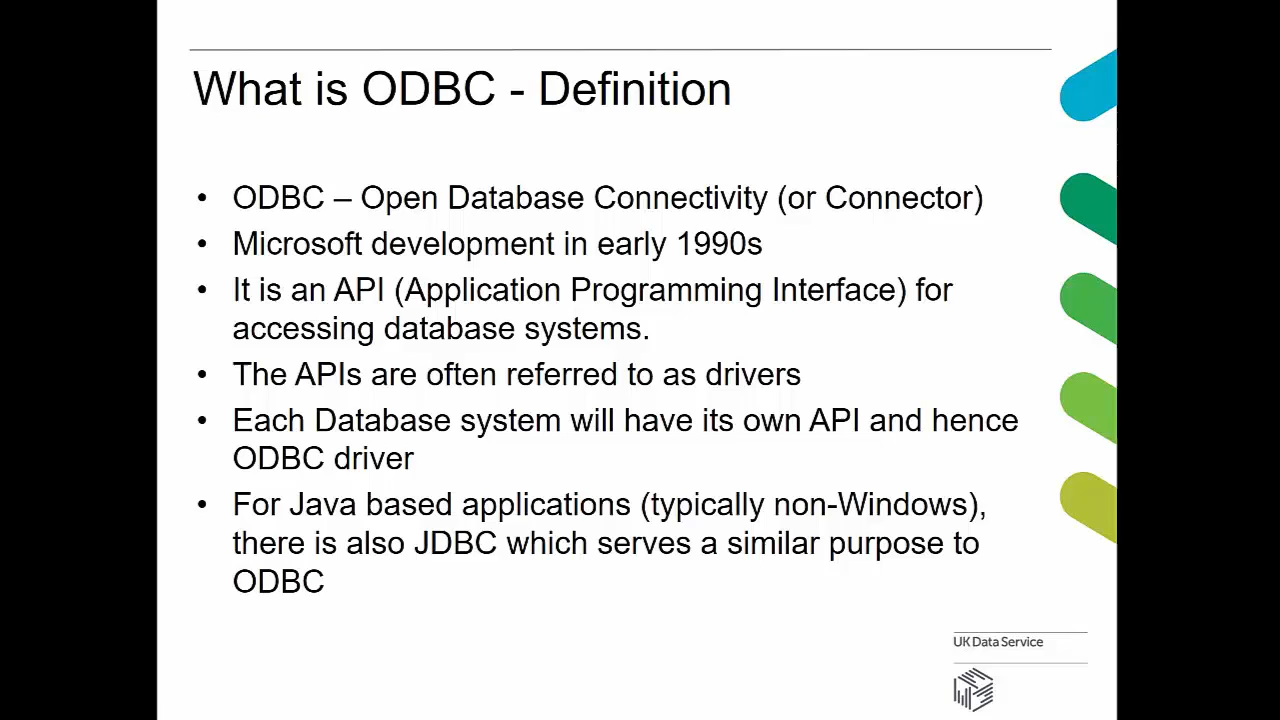 What is ODBC - Definition
• ODBC – Open Database Connectivity (or Connector)
• Microsoft development in early 1990s
• It is an API (Application Programming Interface) for
accessing database systems.
• The APIs are often referred to as drivers
• Each Database system will have its own API and hence
ODBC driver
• For Java based applications (typically non-Windows),
there is also JDBC which serves a similar purpose to
ODBC
UK Data Service